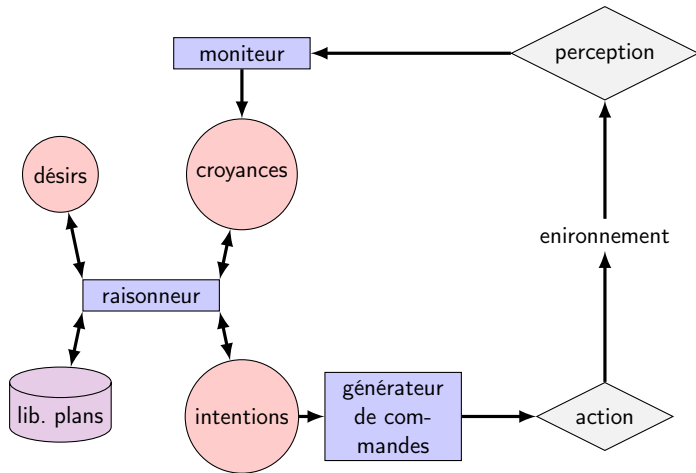 moniteur
perception
désirs
croyances
enironnement
raisonneur
lib. plans
intentions
générateur
de com-
mandes
action